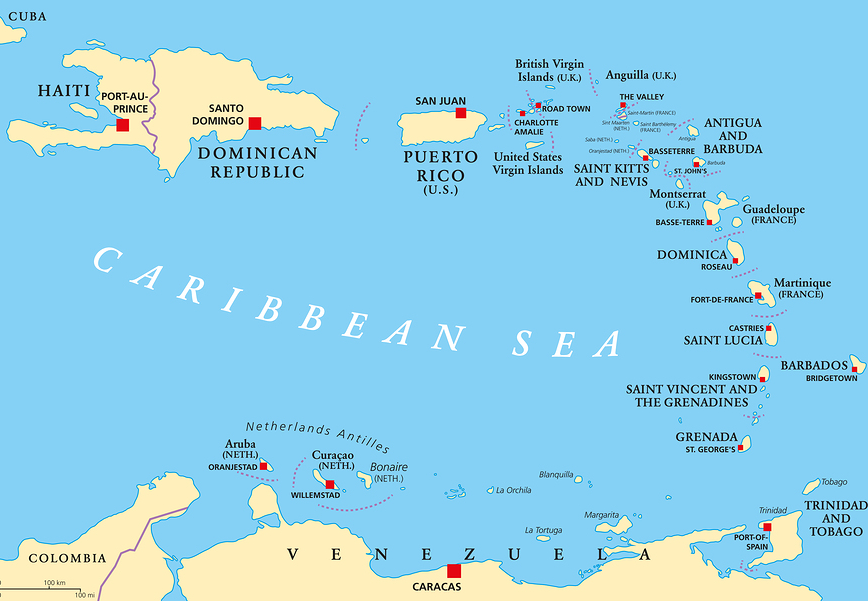 CUBA
HAITI
PORT-AU-
PRINCE
SANTO
DOMINGO
DOMINICAN
REPUBLIC
SAN JUAN
PUERTO
RICO
(U.S.)
British Virgin
Islands (U.K.)
ROAD TOWN
CHARLOTTE
AMALIE
United States
Virgin Islands
Anguilla (U.K.)
THE VALLEY
Saint-Martin (FRANCE)
Sint Maarten
(NETH.)
Saint Barthélemy
(FRANCE)
Saba (NETH.)
Oranjestad (NETH.)
BASSETERRE
SAINT KITTS
AND NEVIS
ANTIGUA
AND
BARBUDA
Antigua
Barbuda
ST. JOHN'S
Montserrat
(U.K.)
Guadeloupe
(FRANCE)
BASSE-TERRE
DOMINICA
ROSEAU
Martinique
(FRANCE)
FORT-DE-FRANCE
CASTRIES
SAINT LUCIA
BARBADOS
BRIDGETOWN
KINGSTOWN
SAINT VINCENT AND
THE GRENADINES
GRENADA
ST. GEORGE'S
CARIBBEAN SEA
Netherlands Antilles
Aruba
(NETH.)
ORANJESTAD
Curaçao
(NETH.)
WILLEMSTAD
Bonaire
(NETH.)
La Orchila
Blanquilla
La Tortuga
Margarita
Tobago
Trinidad
TRINIDAD
AND
TOBAGO
PORT-OF-
SPAIN
COLOMBIA
VENEZUELA
CARACAS
100 km
100 mi